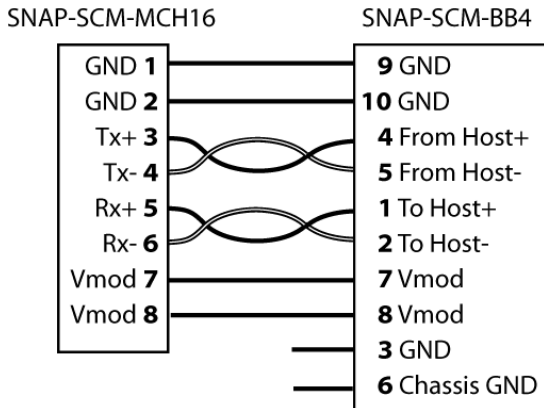 SNAP-SCM-MCH16 SNAP-SCM-BB4
GND 1 9 GND
GND 2 10 GND
Tx+ 3 4 From Host+
Tx- 4 5 From Host-
Rx+ 5 1 To Host+
Rx- 6 2 To Host-
Vmod 7 7 Vmod
Vmod 8 8 Vmod
3 GND
6 Chassis GND